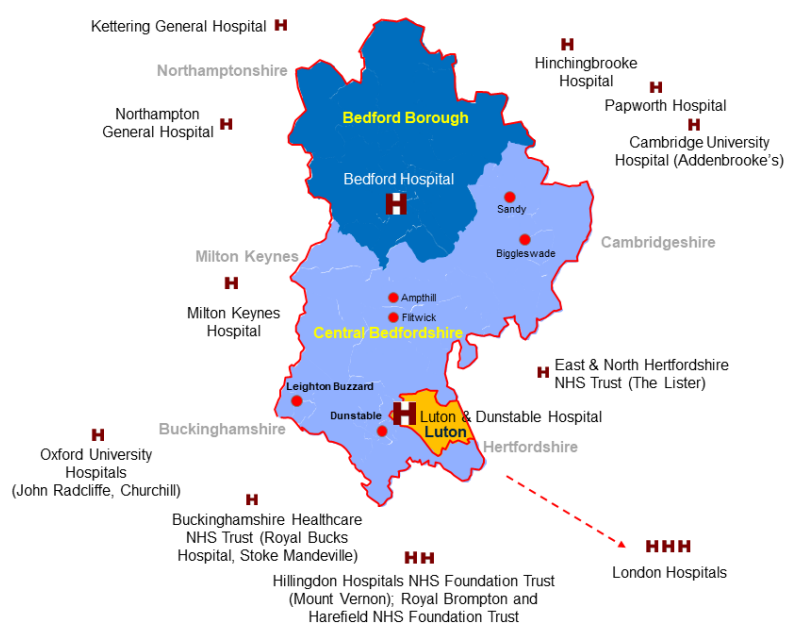 Kettering General Hospital
H
H
Hinchingbrooke
Hospital
Northamptonshire
H
Papworth Hospital
Northampton
General Hospital
H
Bedford Borough
H
Cambridge University
Hospital (Addenbrooke's)
Bedford Hospital
H
Sandy
Cambridgeshire
Biggleswade
Milton Keynes
H
Milton Keynes
Hospital
Ampthill
Flitwick
Central Bedfordshire
H
East & North Hertfordshire
NHS Trust (The Lister)
Leighton Buzzard
Dunstable
H
Luton & Dunstable Hospital
Luton
Buckinghamshire
Hertfordshire
H
Oxford University
Hospitals
(John Radcliffe, Churchill)
H
Buckinghamshire Healthcare
NHS Trust (Royal Bucks
Hospital, Stoke Mandeville)
H H
Hillingdon Hospitals NHS Foundation Trust
(Mount Vernon); Royal Brompton and
Harefield NHS Foundation Trust
H H H
London Hospitals